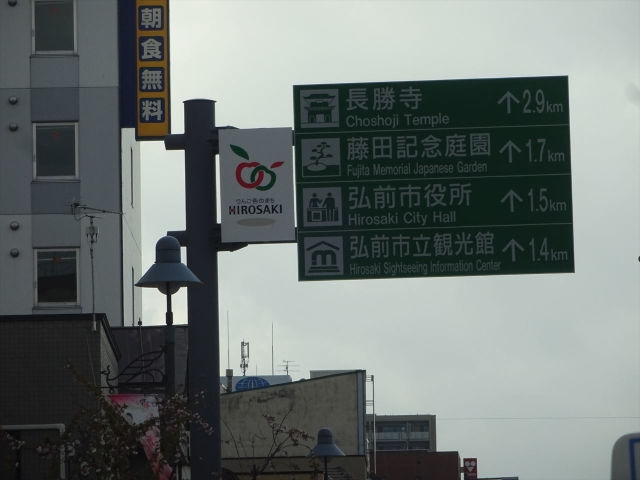 朝食無料
長勝寺 ↑2.9km
Choshoji Temple
藤田記念庭園 ↑1.7km
Fujita Memorial Japanese Garden
弘前市役所 ↑1.5km
Hirosaki City Hall
弘前市立観光館 ↑1.4km
Hirosaki Sightseeing Information Center
りんご色のまち
HIROSAKI